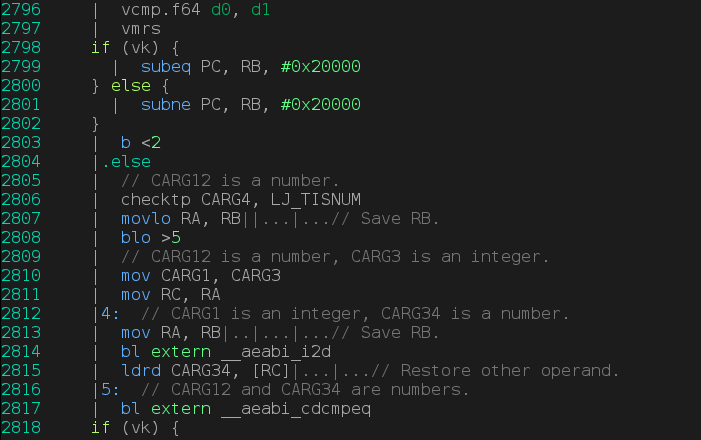 2796     |  vcmp.f64 d0, d1
2797     |  vmrs
2798     if (vk) {
2799       |  subeq PC, RB, #0x20000
2800     } else {
2801       |  subne PC, RB, #0x20000
2802     }
2803     |  b <2
2804     |.else
2805     |  // CARG12 is a number.
2806     |  checktp CARG4, LJ_TISNUM
2807     |  movlo RA, RB||...|...// Save RB.
2808     |  blo >5
2809     |  // CARG12 is a number, CARG3 is an integer.
2810     |  mov CARG1, CARG3
2811     |  mov RC, RA
2812     |4:  // CARG1 is an integer, CARG34 is a number.
2813     |  mov RA, RB|..|...|...// Save RB.
2814     |  bl extern __aeabi_i2d
2815     |  ldrd CARG34, [RC]|...|...// Restore other operand.
2816     |5:  // CARG12 and CARG34 are numbers.
2817     |  bl extern __aeabi_cdcmpeq
2818     if (vk) {